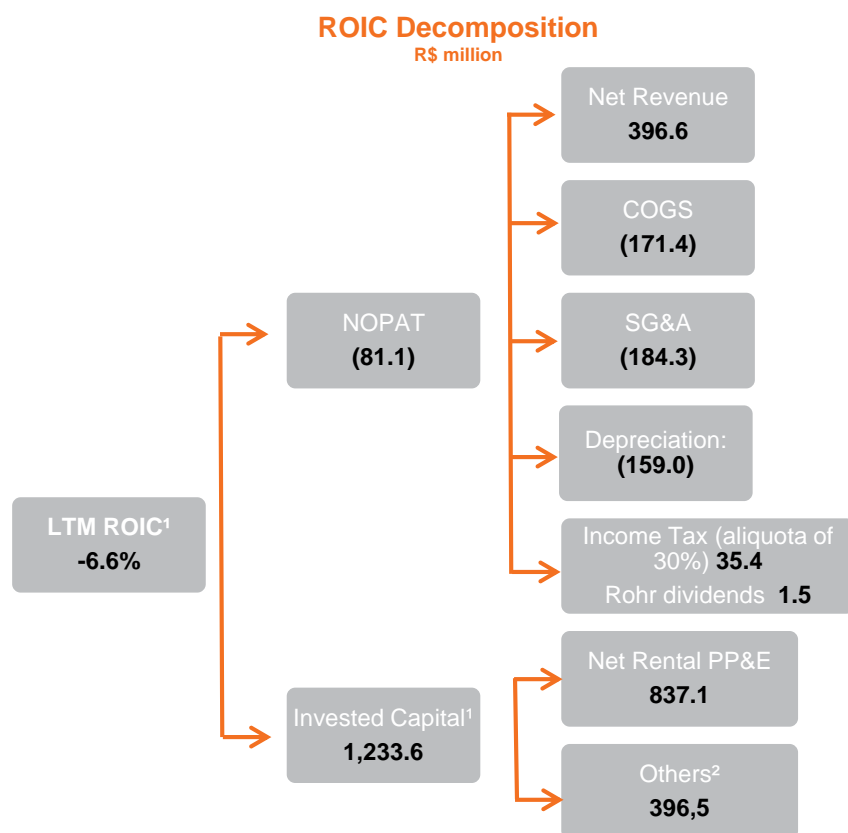 ROIC Decomposition
R$ million
Net Revenue
396.6
COGS
(171.4)
NOPAT
(81.1)
SG&A
(184.3)
Depreciation:
(159.0)
LTM ROIC¹
-6.6%
Income Tax (aliquota of
30%) 35.4
Rohr dividends 1.5
Net Rental PP&E
837.1
Invested Capital¹
1,233.6
Others²
396,5